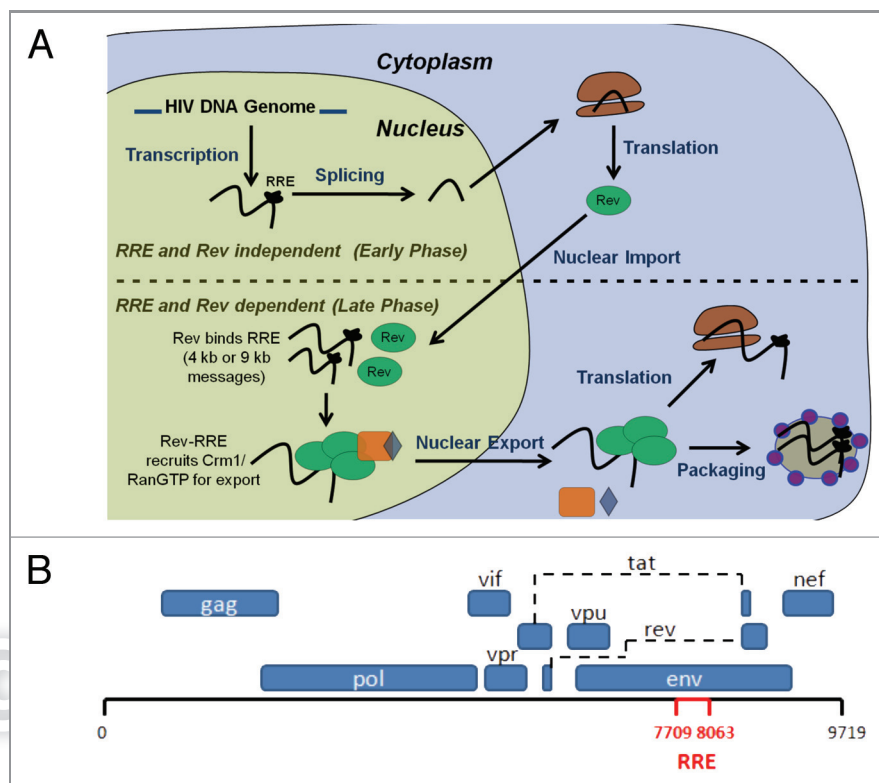 A
Cytoplasm
HIV DNA Genome
Nucleus
Transcription
Translation
RRE
Splicing
Rev
RRE and Rev independent (Early Phase)
Nuclear Import
RRE and Rev dependent (Late Phase)
Rev binds RRE
(4 kb or 9 kb
messages)
Rev
Rev
Translation
Rev-RRE
recruits Crm1/
RanGTP for export
Nuclear Export
Packaging
B
tat
vif
nef
gag
vpu
rev
vpr
pol
env
0
7709 8063
9719
RRE